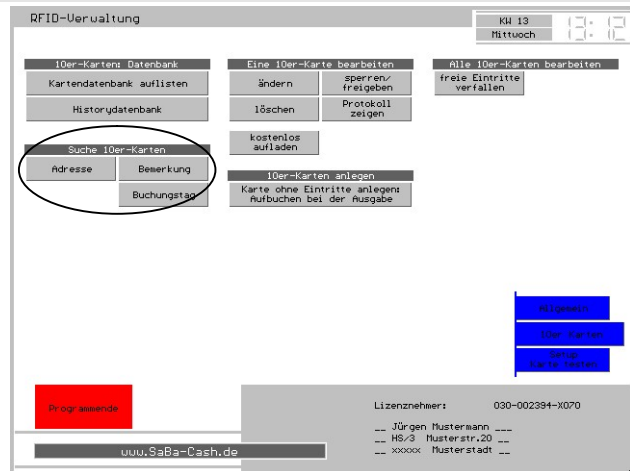 RFID-Verwaltung
KW 13
Mittwoch
13:12
10er-Karten: Datenbank
Kartendatenbank auflisten
Historydatenbank
Suche 10er-Karten
Adresse
Bemerkung
Buchungstag
Eine 10er-Karte bearbeiten
ändern
sperren/
freigeben
löschen
Protokoll
zeigen
kostenlos
aufladen
10er-Karten anlegen
Karte ohne Eintritte anlegen:
Aufbuchen bei der Ausgabe
Alle 10er-Karten bearbeiten
freie Eintritte
verfallen
Allgemein
10er Karten
Setup
Karte testen
Programmende
www.SaBa-Cash.de
Lizenznehmer: 030-002394-X070
__ Jürgen Mustermann ___
__ HS/3 Musterstr.20 __
__ xxxxx Musterstadt __